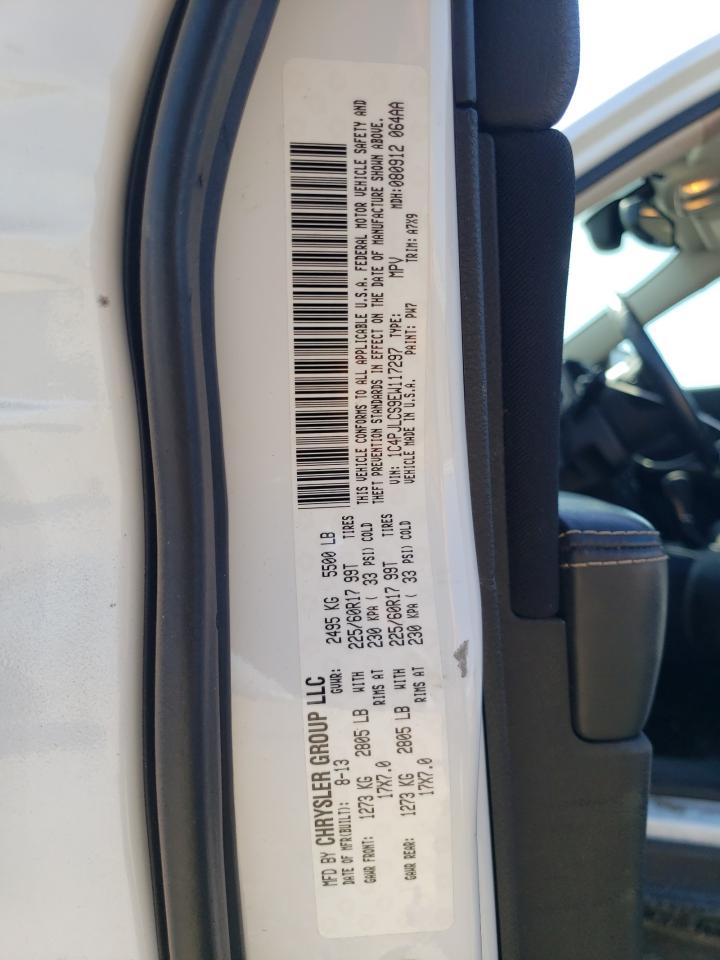 MFD BY CHRYSLER GROUP LLC
DATE OF MFR(BUILT): 8-13 GVWR: 2495 KG 5500 LB
GAWR FRONT: 1273 KG 2805 LB WITH 225/60R17 99T TIRES
17X7.0 RIMS AT 230 KPA ( 33 PSI) COLD
GAWR REAR: 1273 KG 2805 LB WITH 225/60R17 99T TIRES
17X7.0 RIMS AT 230 KPA ( 33 PSI) COLD
THIS VEHICLE CONFORMS TO ALL APPLICABLE U.S.A. FEDERAL MOTOR VEHICLE SAFETY AND
THEFT PREVENTION STANDARDS IN EFFECT ON THE DATE OF MANUFACTURE SHOWN ABOVE.
VIN: 1C4PJLCS9EW117297 TYPE: MPV MDH:080912 064AA
VEHICLE MADE IN U.S.A. PAINT: PW7 TRIM: A7X9